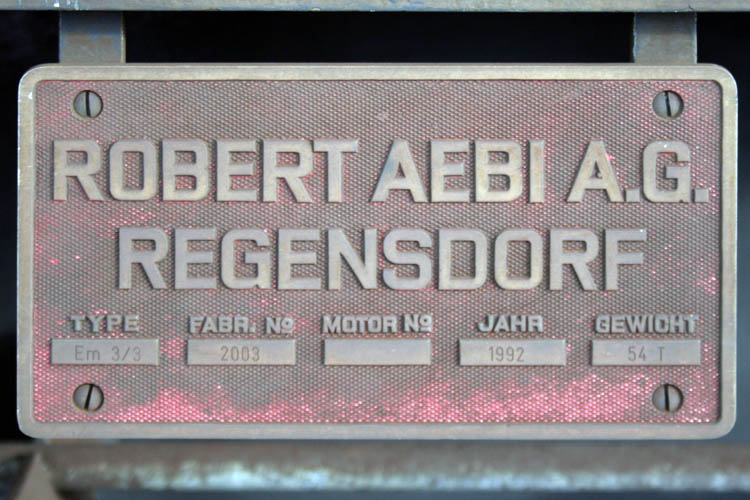 ROBERT AEBI A.G.
REGENSDORF
TYPE FABR. No MOTOR No JAHR GEWICHT
Em 3/3 2003 1992 54 T